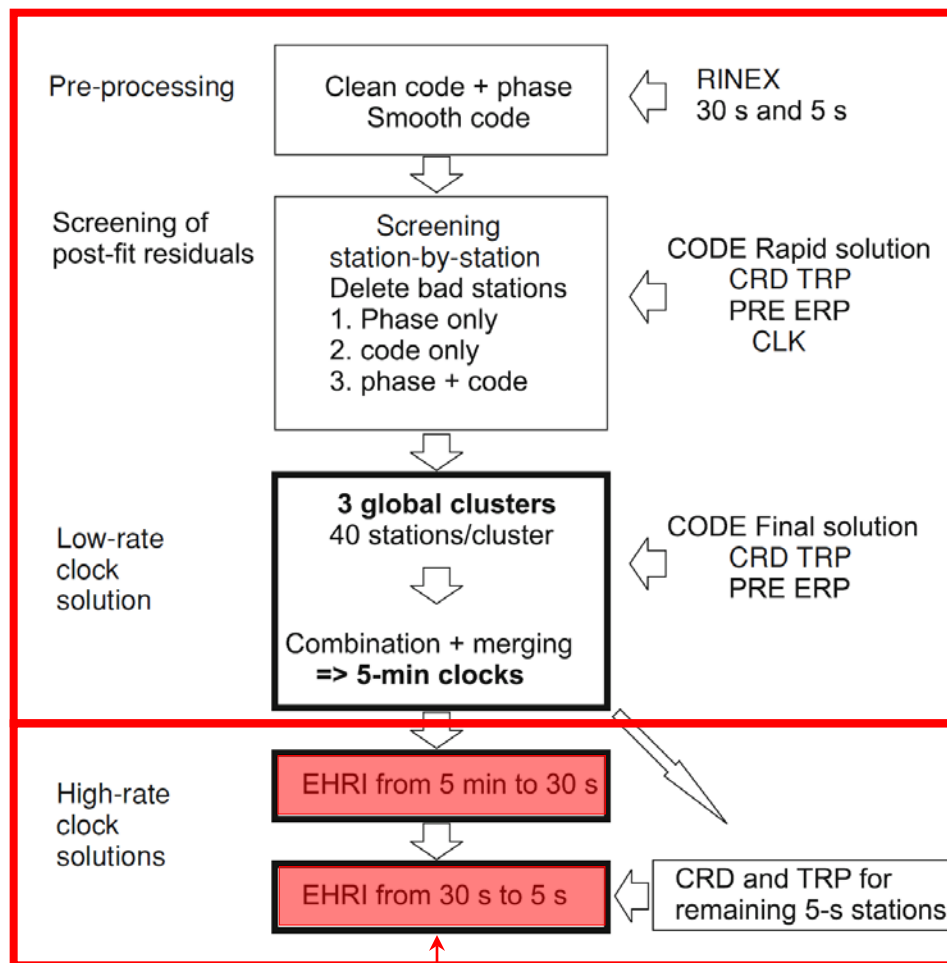 Pre-processing
Clean code + phase
Smooth code
RINEX
30 s and 5 s
Screening of
post-fit residuals
Screening
station-by-station
Delete bad stations
1. Phase only
2. code only
3. phase + code
CODE Rapid solution
CRD TRP
PRE ERP
CLK
Low-rate
clock
solution
3 global clusters
40 stations/cluster
Combination + merging
=> 5-min clocks
CODE Final solution
CRD TRP
PRE ERP
High-rate
clock
solutions
EHRI from 5 min to 30 s
EHRI from 30 s to 5 s
CRD and TRP for
remaining 5-s stations